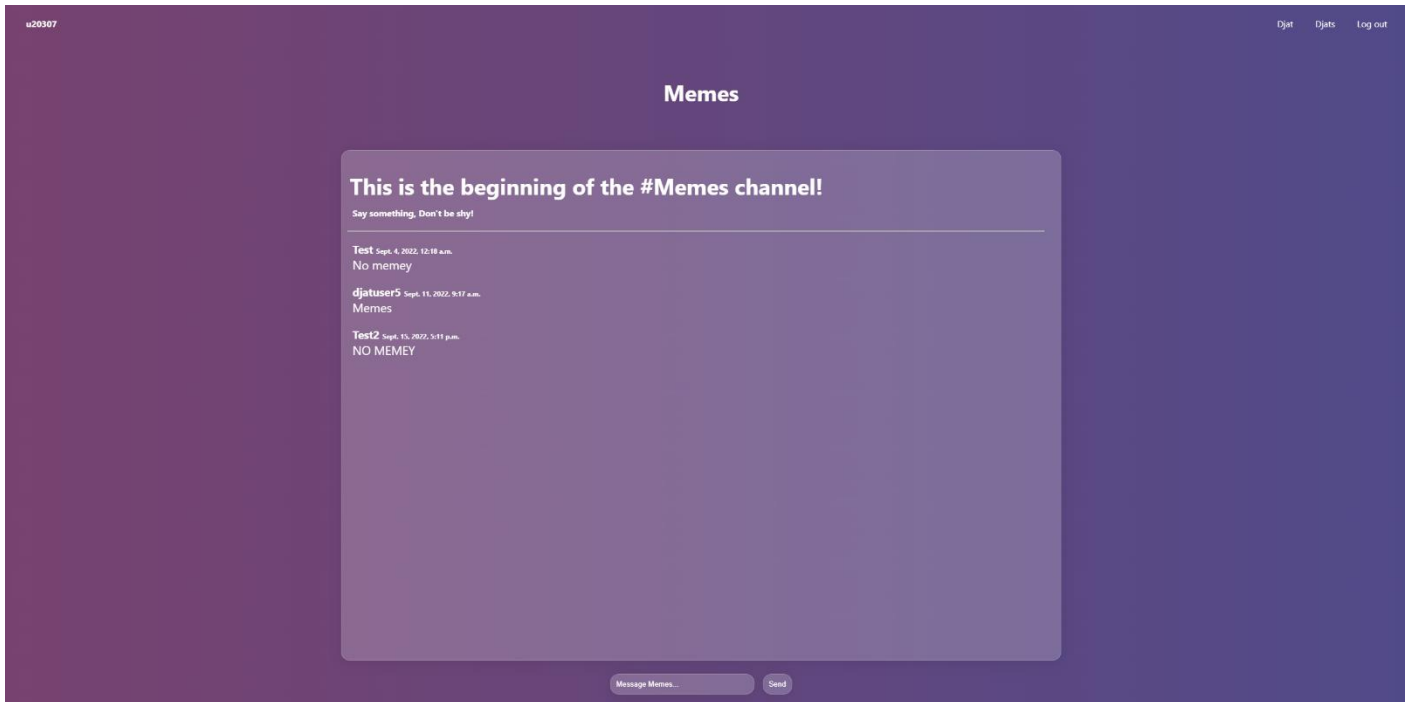 u20307 Djat Djats Log out
Memes
This is the beginning of the #Memes channel!
Say something, Don't be shy!
Test Sept. 4, 2022, 12:18 a.m.
No memey
djatuser5 Sept. 11, 2022, 9:17 a.m.
Memes
Test2 Sept. 15, 2022, 5:11 p.m.
NO MEMEY
Message Memes... Send